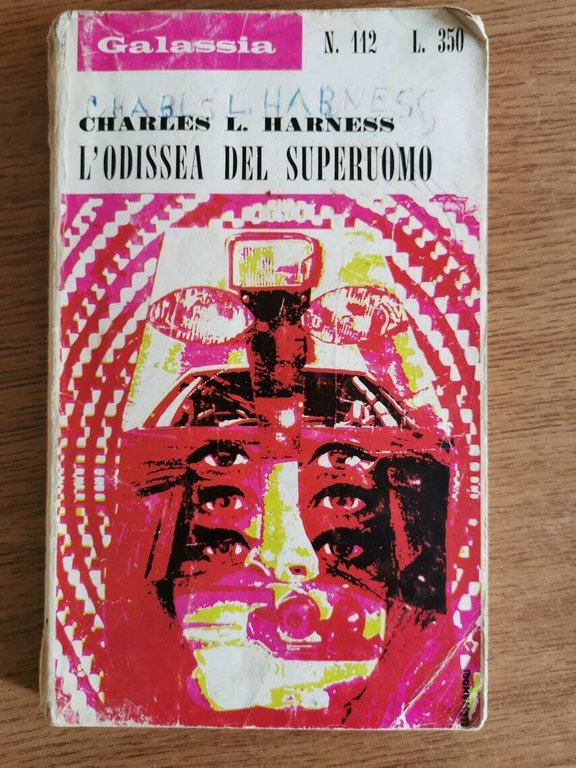 Galassia N. 112 L. 350
CHARLES L. HARNESS
CHARLES L. HARNESS
L'ODISSEA DEL SUPERUOMO